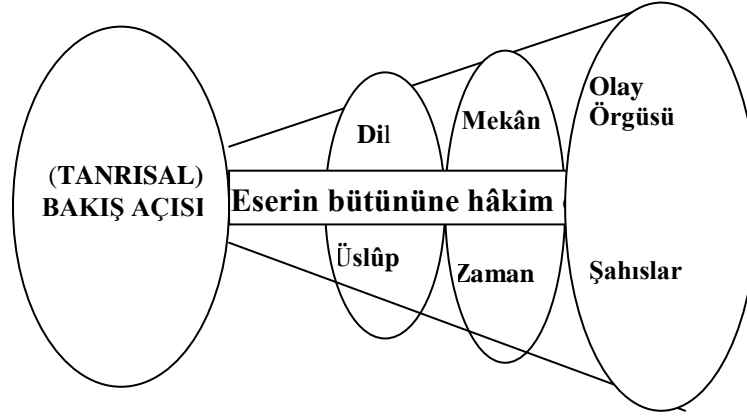 (TANRISAL)
BAKIŞ AÇISI
Eserin bütününe hâkim
Dil
Üslûp
Mekân
Zaman
Olay
Örgüsü
Şahıslar